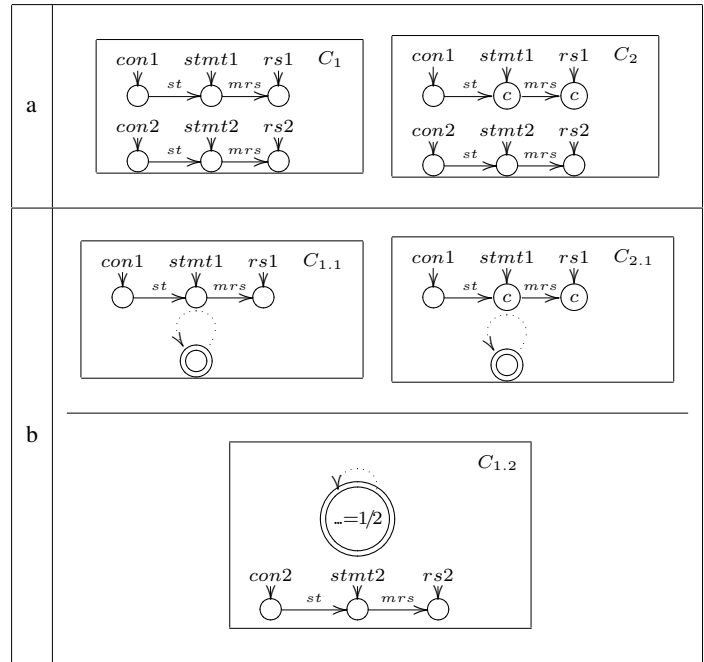 a
con1 stmt1 rs1 C1
st mrs
con2 stmt2 rs2
st mrs
con1 stmt1 rs1 C2
st mrs
c c
con2 stmt2 rs2
st mrs
b
con1 stmt1 rs1 C1.1
st mrs
con1 stmt1 rs1 C2.1
st mrs
c c
C1.2
...=1/2
con2 stmt2 rs2
st mrs